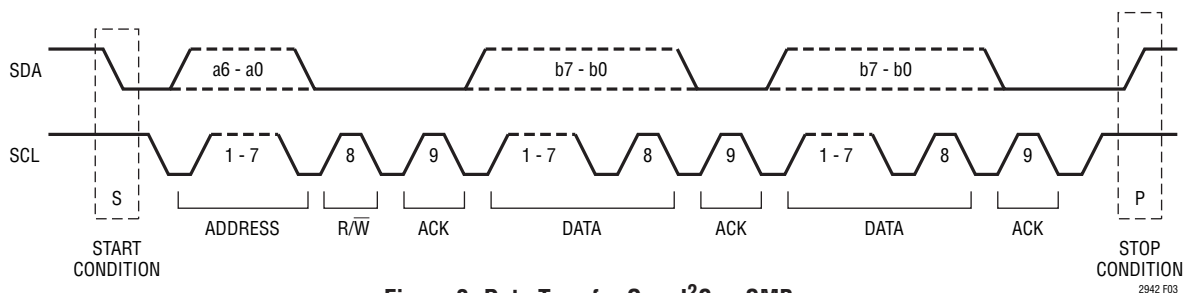 SDA
a6 - a0
b7 - b0
b7 - b0
SCL
1 - 7
8
9
1 - 7
8
9
1 - 7
8
9
S
P
ADDRESS
R/W̅
ACK
DATA
ACK
DATA
ACK
START
CONDITION
STOP
CONDITION
2942 F03